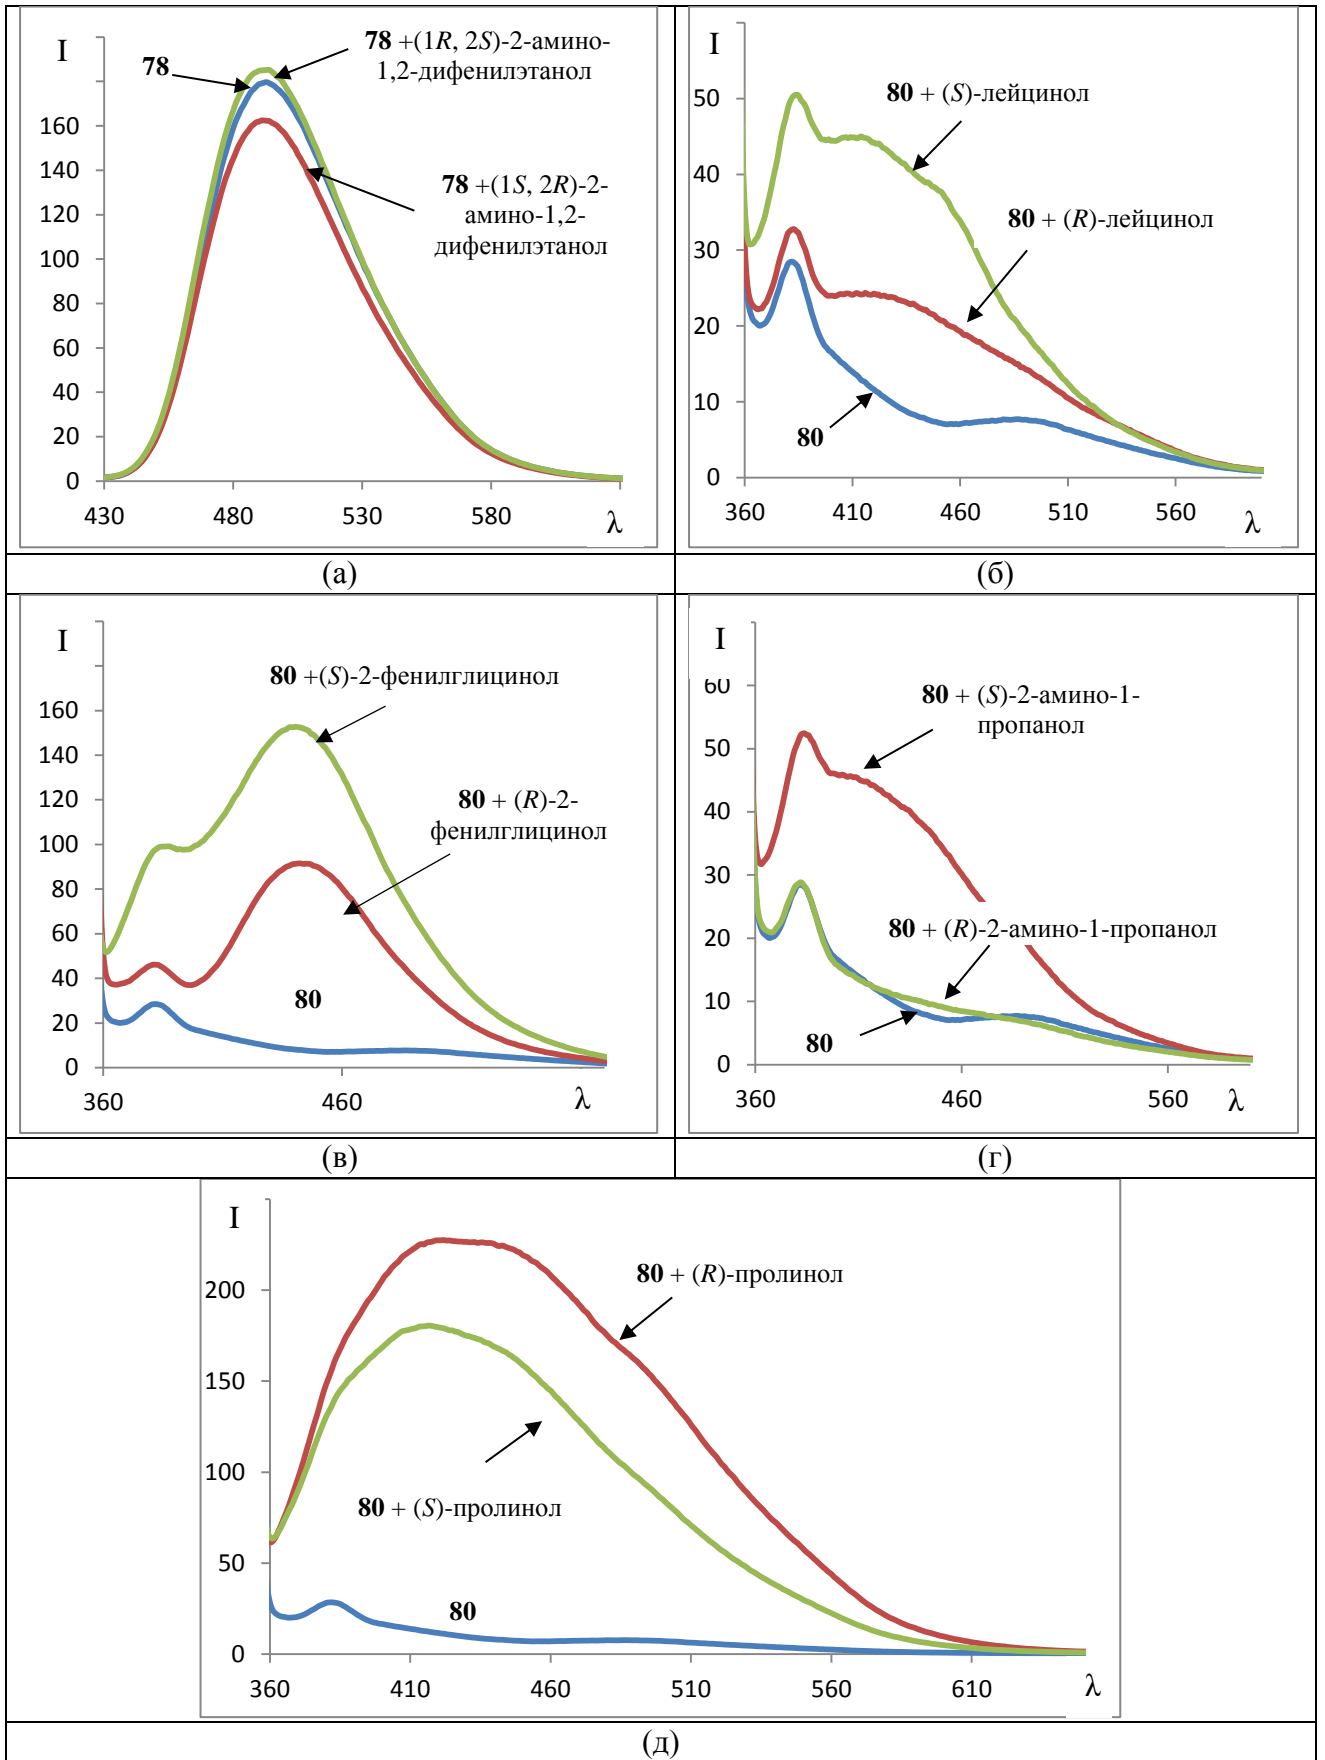 I
78
78 +(1R, 2S)-2-амино-
1,2-дифенилэтанол
78 +(1S, 2R)-2-
амино-1,2-
дифенилэтанол
160
140
120
100
80
60
40
20
0
430
480
530
580
λ
(а)
I
80 + (S)-лейцинол
80 + (R)-лейцинол
80
50
40
30
20
10
0
360
410
460
510
560
λ
(б)
I
80 +(S)-2-фенилглицинол
80 + (R)-2-
фенилглицинол
80
160
140
120
100
80
60
40
20
0
360
460
λ
(в)
I
80 + (S)-2-амино-1-
пропанол
80 + (R)-2-амино-1-пропанол
80
60
50
40
30
20
10
0
360
460
560
λ
(г)
I
80 + (R)-пролинол
80 + (S)-пролинол
80
200
150
100
50
0
360
410
460
510
560
610
λ
(д)